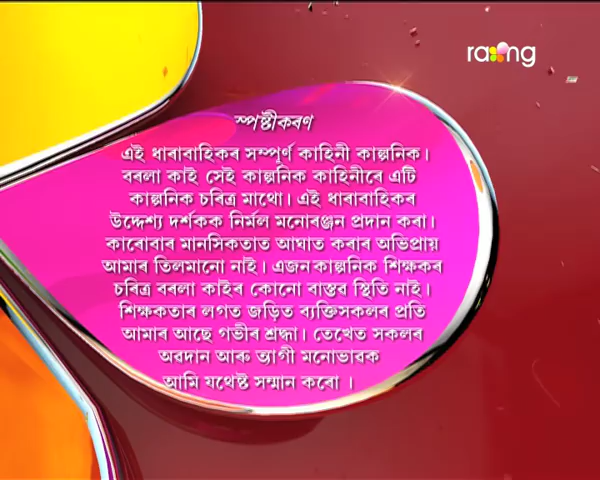 rang
স্পষ্টীকৰণ
এই ধাৰাবাহিকৰ সম্পূৰ্ণ কাহিনী কাল্পনিক।
বৰলা কাই সেই কাল্পনিক কাহিনীৰে এটি
কাল্পনিক চৰিত্ৰ মাথো। এই ধাৰাবাহিকৰ
উদ্দেশ্য দৰ্শকক নিৰ্মল মনোৰঞ্জন প্ৰদান কৰা।
কাৰোবাৰ মানসিকতাত আঘাত কৰাৰ অভিপ্ৰায়
আমাৰ তিলমানো নাই। এজন কাল্পনিক শিক্ষকৰ
চৰিত্ৰ বৰলা কাইৰ কোনো বাস্তৱ স্থিতি নাই।
শিক্ষকতাৰ লগত জড়িত ব্যক্তিসকলৰ প্ৰতি
আমাৰ আছে গভীৰ শ্ৰদ্ধা। তেখেত সকলৰ
অৱদান আৰু ত্যাগী মনোভাৱক
আমি যথেষ্ট সন্মান কৰো ।